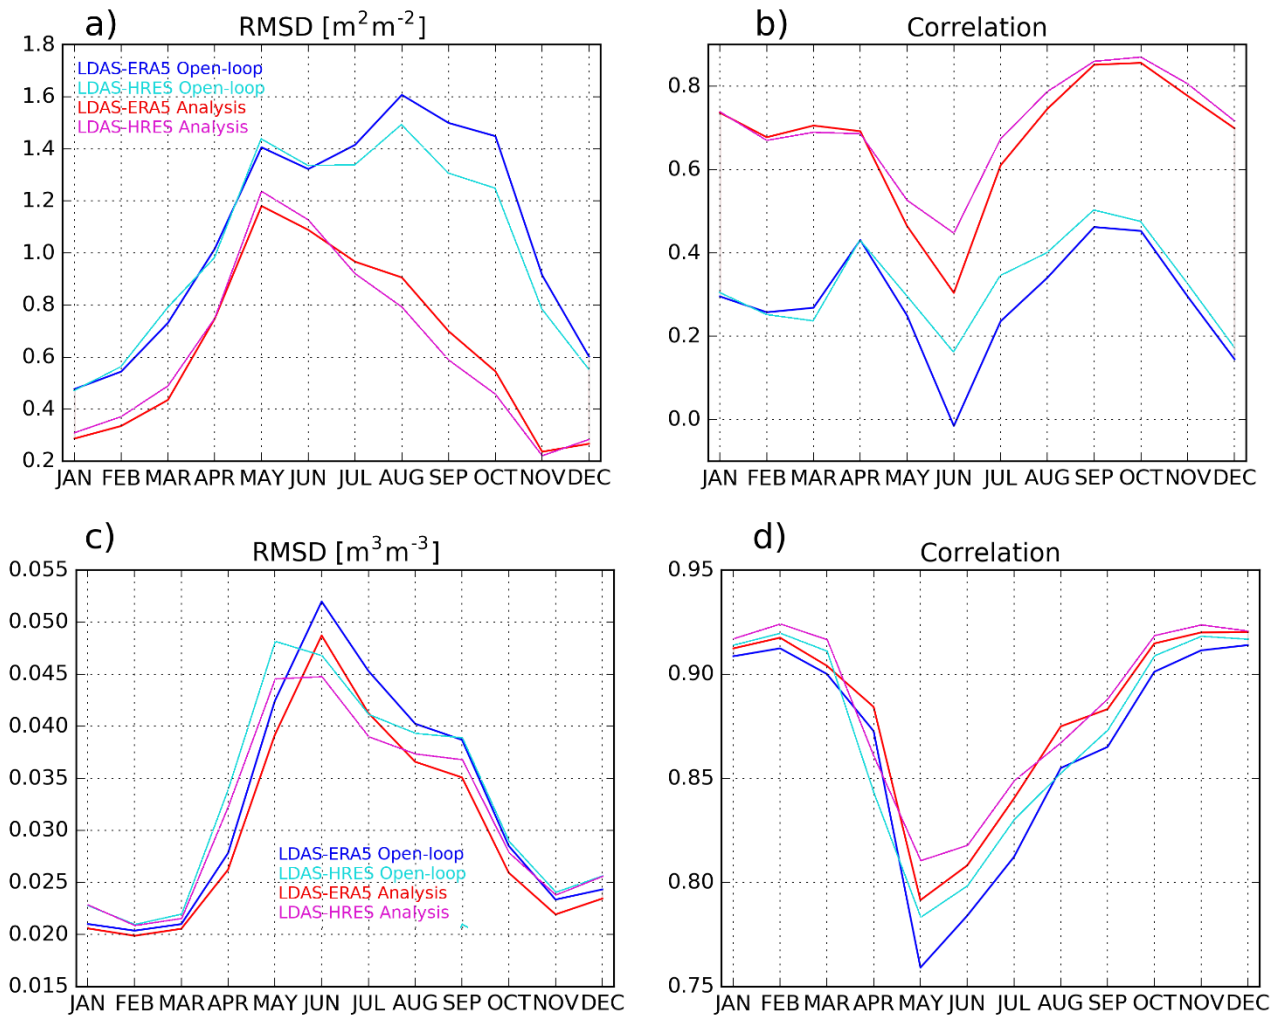 a)
RMSD [m²m⁻²]
1.8
1.6
1.4
1.2
1.0
0.8
0.6
0.4
0.2
LDAS-ERA5 Open-loop
LDAS-HRES Open-loop
LDAS-ERA5 Analysis
LDAS-HRES Analysis
JAN FEB MAR APR MAY JUN JUL AUG SEP OCT NOV DEC
b)
Correlation
0.8
0.6
0.4
0.2
0.0
JAN FEB MAR APR MAY JUN JUL AUG SEP OCT NOV DEC
c)
RMSD [m³m⁻³]
0.055
0.050
0.045
0.040
0.035
0.030
0.025
0.020
0.015
LDAS-ERA5 Open-loop
LDAS-HRES Open-loop
LDAS-ERA5 Analysis
LDAS-HRES Analysis
JAN FEB MAR APR MAY JUN JUL AUG SEP OCT NOV DEC
d)
Correlation
0.95
0.90
0.85
0.80
0.75
JAN FEB MAR APR MAY JUN JUL AUG SEP OCT NOV DEC